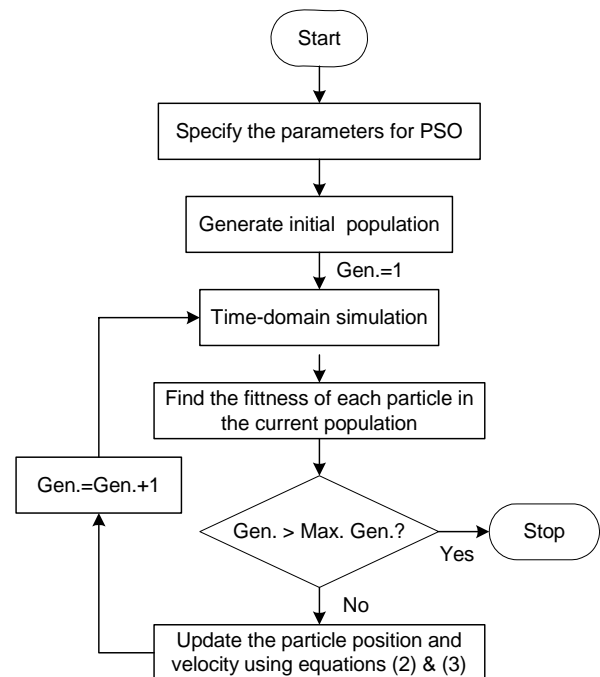 Start
Specify the parameters for PSO
Generate initial population
Gen.=1
Time-domain simulation
Find the fittness of each particle in
the current population
Gen.=Gen.+1
Gen. > Max. Gen.?
Stop
Yes
No
Update the particle position and
velocity using equations (2) & (3)